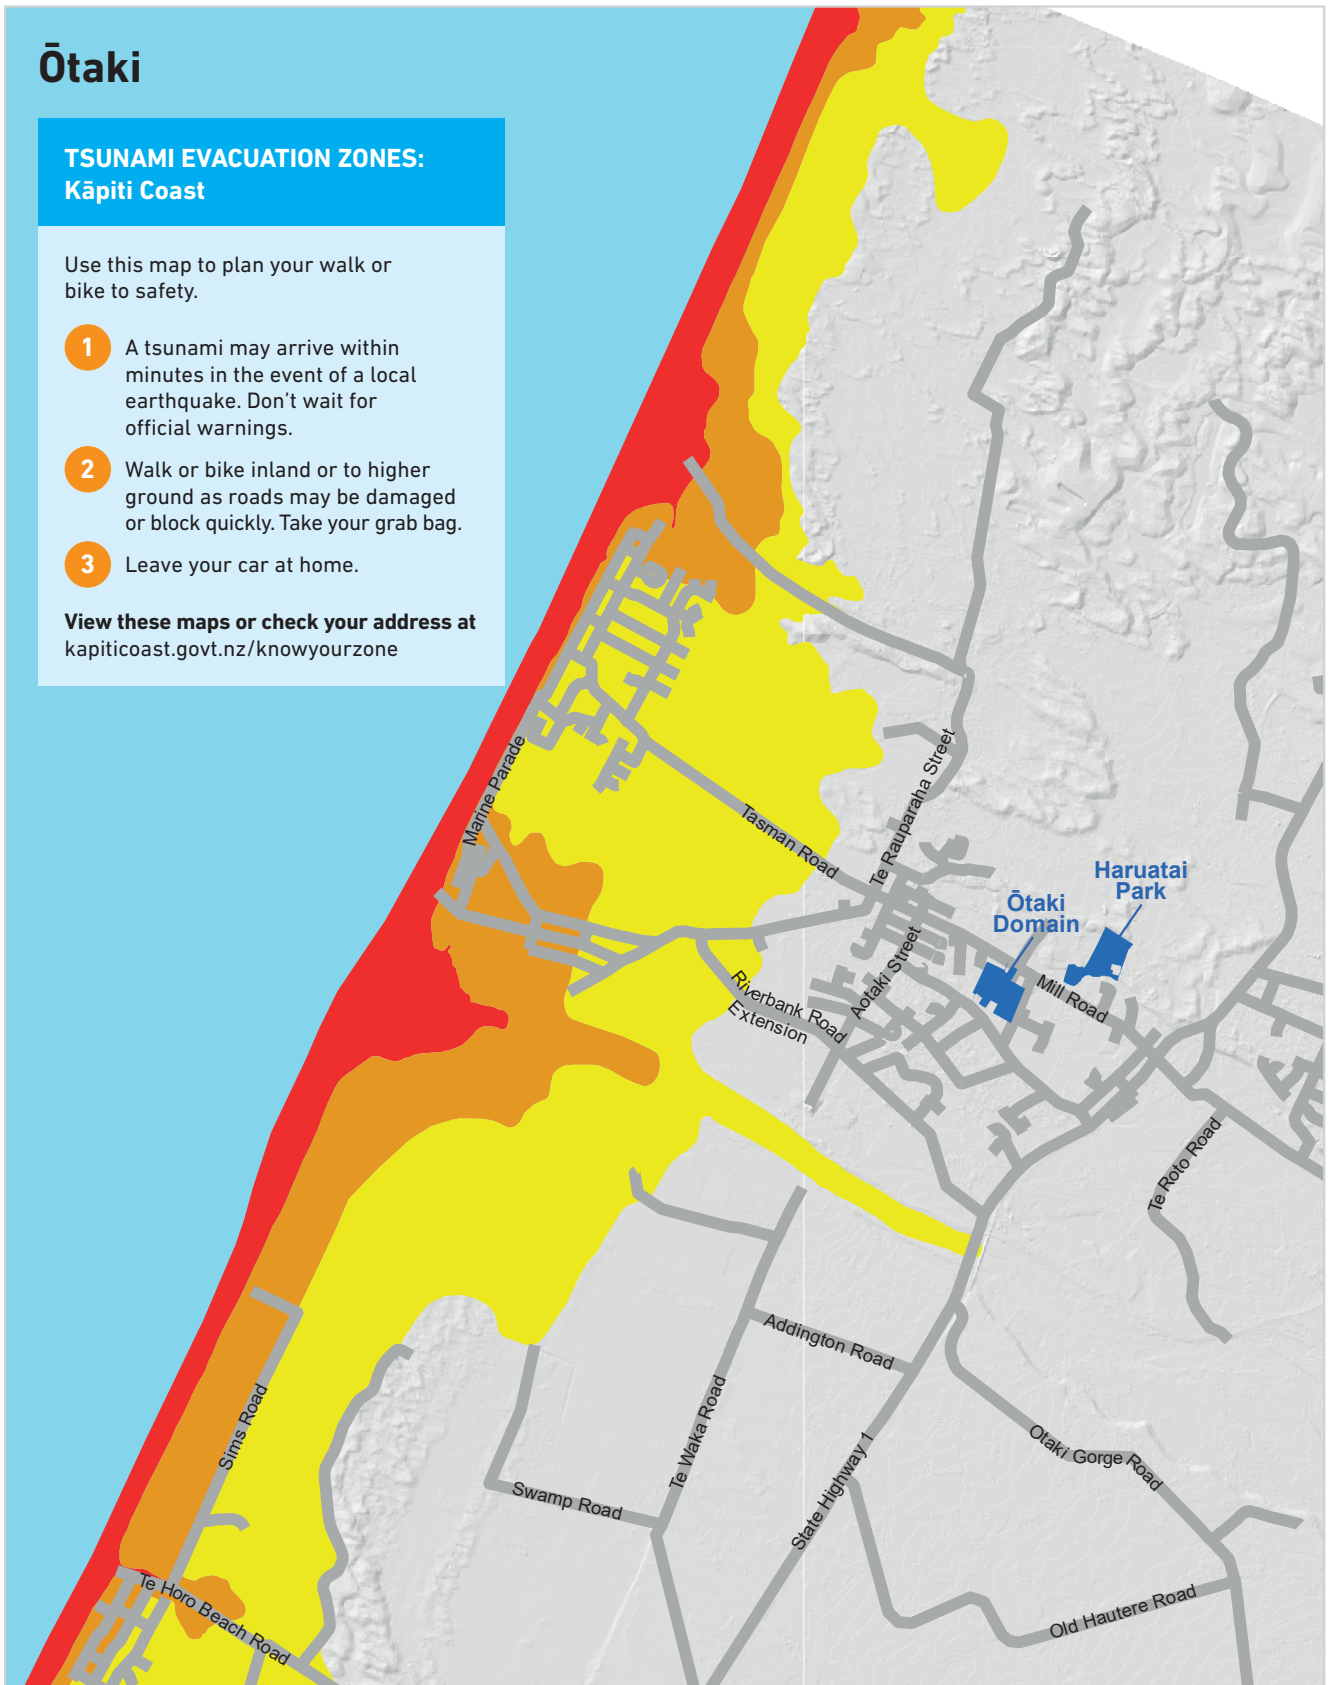 Ōtaki
TSUNAMI EVACUATION ZONES:
Kāpiti Coast
Use this map to plan your walk or
bike to safety.
1 A tsunami may arrive within
minutes in the event of a local
earthquake. Don’t wait for
official warnings.
2 Walk or bike inland or to higher
ground as roads may be damaged
or block quickly. Take your grab bag.
3 Leave your car at home.
View these maps or check your address at
kapiticoast.govt.nz/knowyourzone
Marine Parade
Tasman Road
Te Rauparaha Street
Haruatai
Park
Ōtaki
Domain
Mill Road
Aotaki Street
Riverbank Road
Extension
Te Roto Road
Addington Road
Sims Road
Te Waka Road
Otaki Gorge Road
State Highway 1
Swamp Road
Te Horo Beach Road
Old Hautere Road